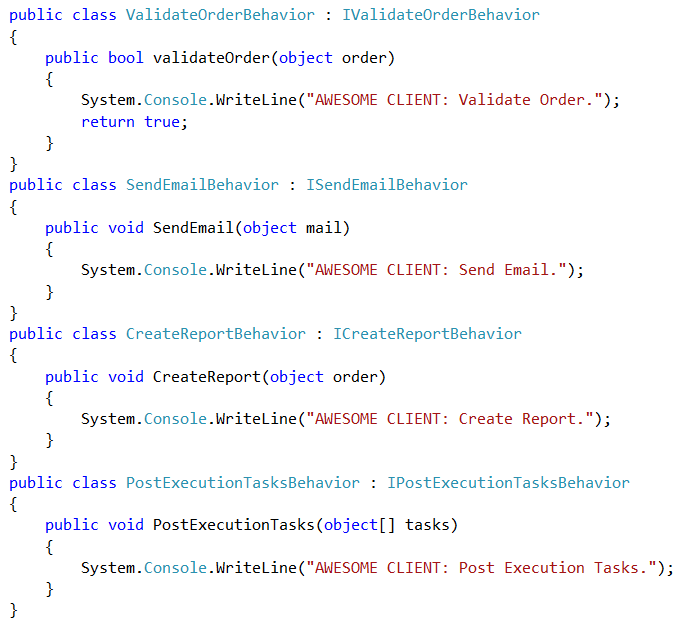 public class ValidateOrderBehavior : IValidateOrderBehavior
{
    public bool validateOrder(object order)
    {
        System.Console.WriteLine("AWESOME CLIENT: Validate Order.");
        return true;
    }
}
public class SendEmailBehavior : ISendEmailBehavior
{
    public void SendEmail(object mail)
    {
        System.Console.WriteLine("AWESOME CLIENT: Send Email.");
    }
}
public class CreateReportBehavior : ICreateReportBehavior
{
    public void CreateReport(object order)
    {
        System.Console.WriteLine("AWESOME CLIENT: Create Report.");
    }
}
public class PostExecutionTasksBehavior : IPostExecutionTasksBehavior
{
    public void PostExecutionTasks(object[] tasks)
    {
        System.Console.WriteLine("AWESOME CLIENT: Post Execution Tasks.");
    }
}